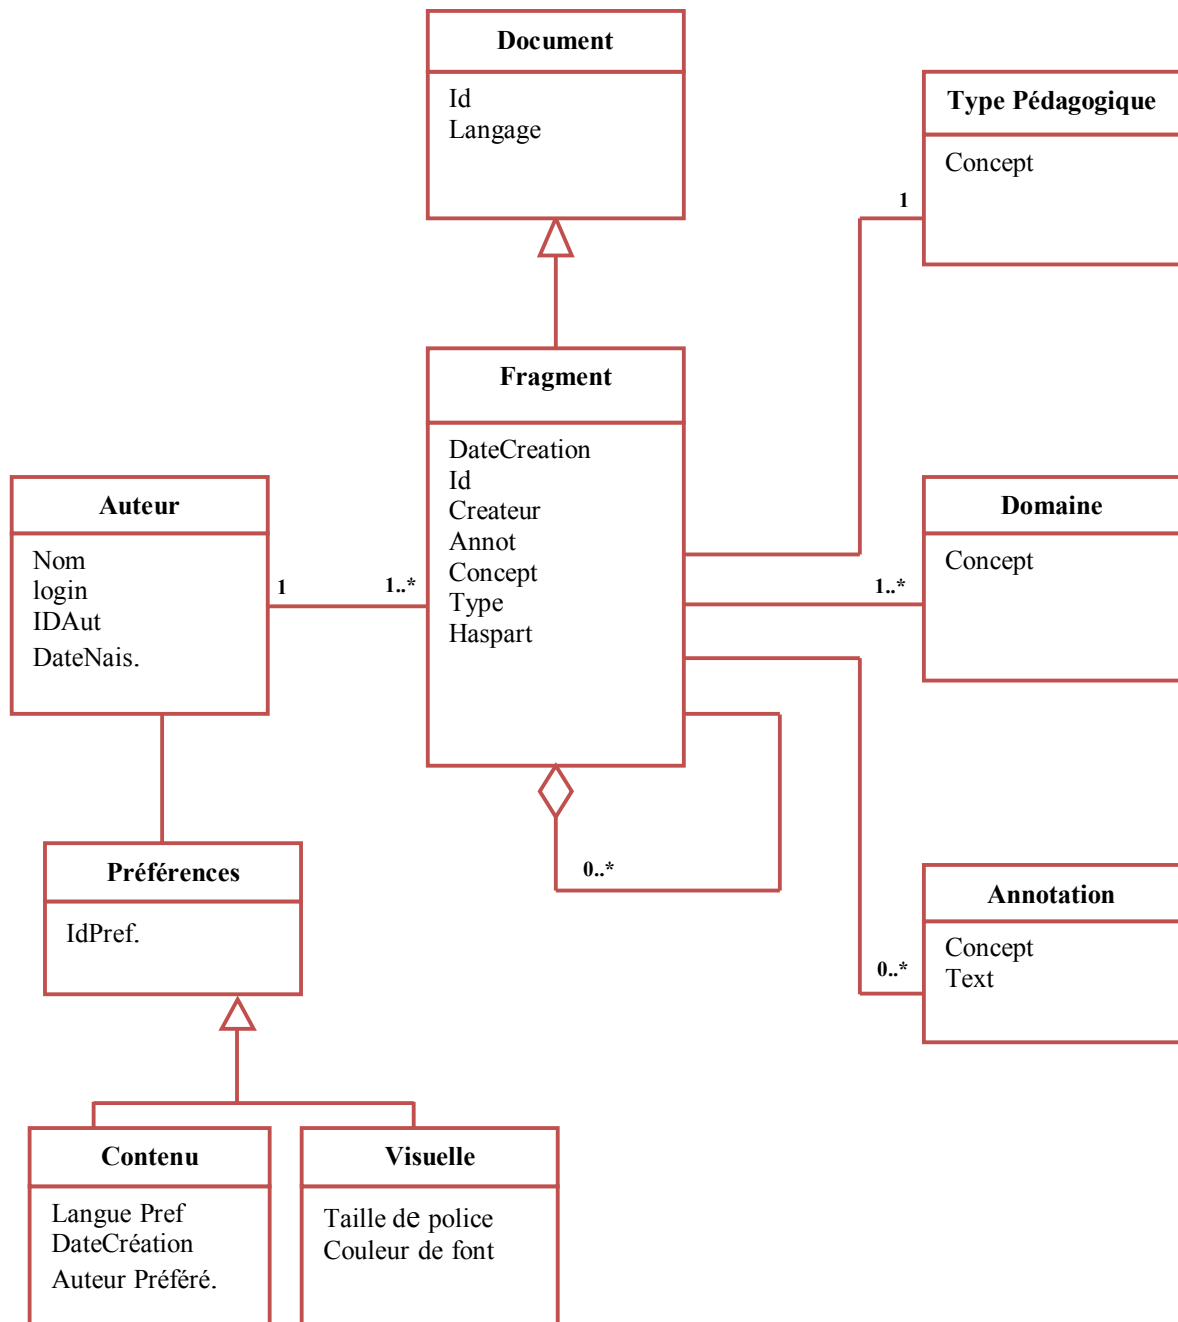 Document
Id
Langage
Type Pédagogique
Concept
1
Fragment
DateCreation
Id
Createur
Annot
Concept
Type
Haspart
Auteur
Nom
login
IDAut
DateNais.
1
1..*
Domaine
Concept
1..*
0..*
Préférences
IdPref.
Annotation
Concept
Text
0..*
Contenu
Langue Pref
DateCréation
Auteur Préféré.
Visuelle
Taille de police
Couleur de font